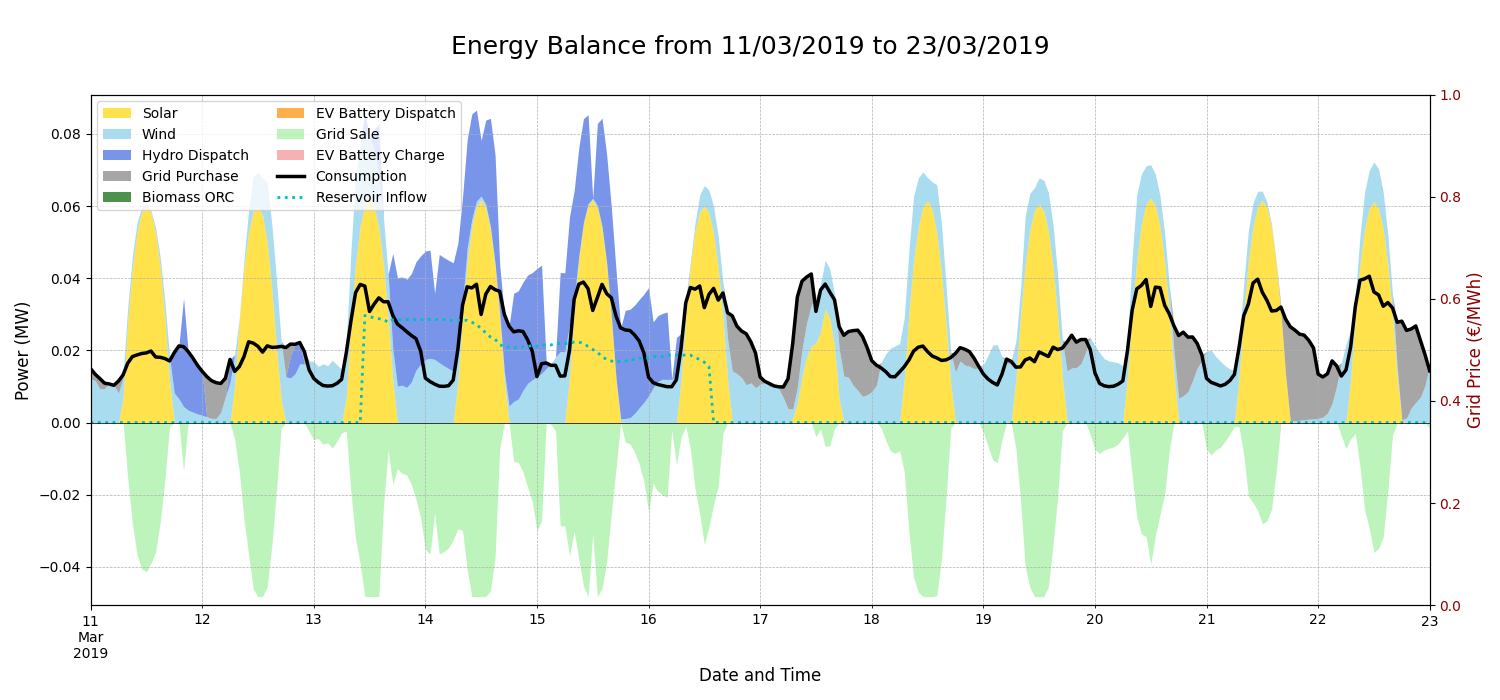 Energy Balance from 11/03/2019 to 23/03/2019
Solar
Wind
Hydro Dispatch
Grid Purchase
Biomass ORC
EV Battery Dispatch
Grid Sale
EV Battery Charge
Consumption
Reservoir Inflow
Power (MW)
0.08
0.06
0.04
0.02
0.00
−0.02
−0.04
1.0
0.8
0.6
0.4
0.2
0.0
Grid Price (€/MWh)
11 12 13 14 15 16 17 18 19 20 21 22 23
Mar
2019
Date and Time